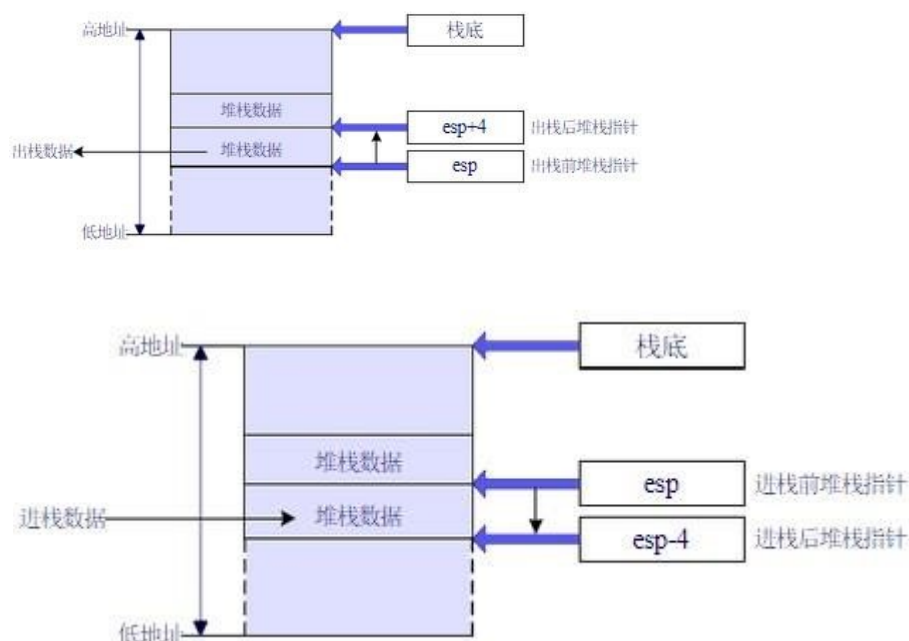 高地址 栈底
堆栈数据
esp+4 出栈后堆栈指针
出栈数据 堆栈数据
esp 出栈前堆栈指针
低地址
高地址 栈底
堆栈数据
esp 进栈前堆栈指针
进栈数据 堆栈数据
esp-4 进栈后堆栈指针
低地址